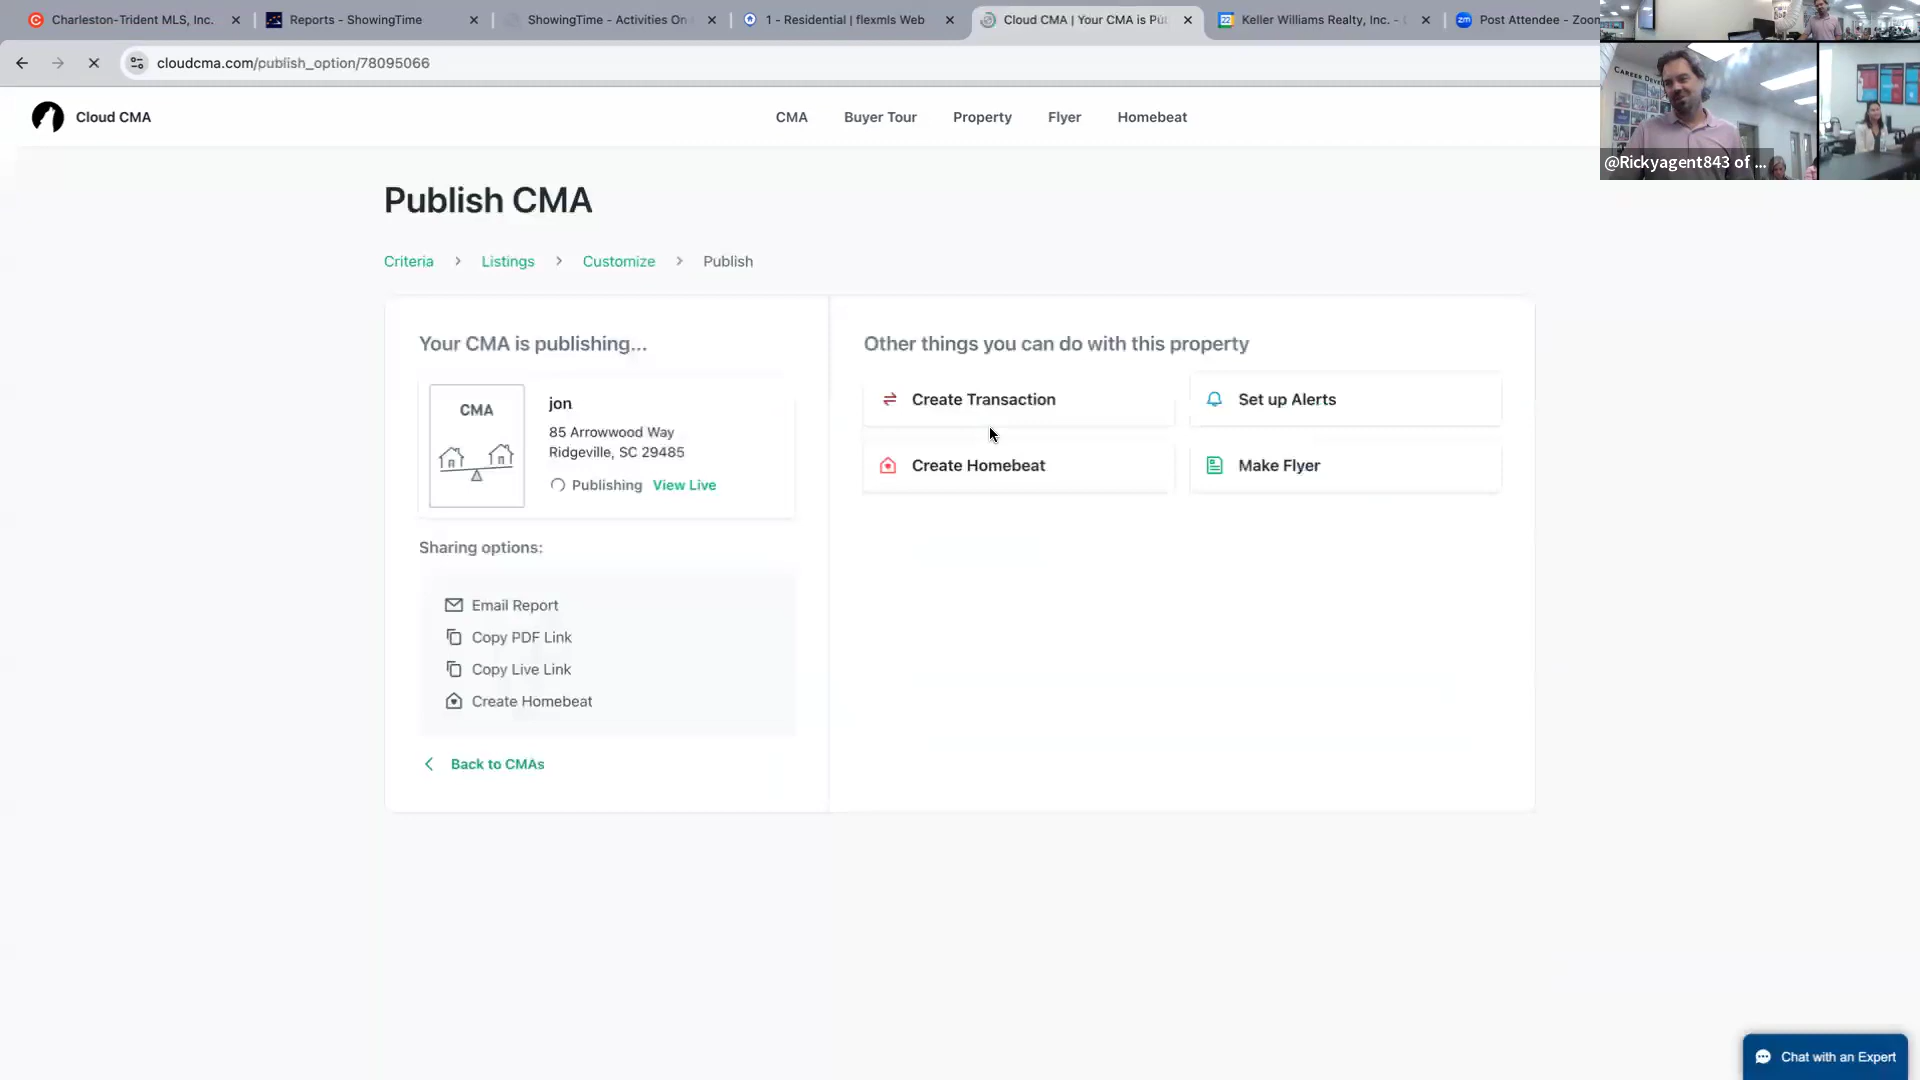 Charleston-Trident MLS, Inc.
Reports - ShowingTime
ShowingTime - Activities On
1 - Residential | flexmls Web
Cloud CMA | Your CMA is Pu
Keller Williams Realty, Inc. -
Post Attendee - Zoom
cloudcma.com/publish_option/78095066
Cloud CMA
CMA
Buyer Tour
Property
Flyer
Homebeat
@Rickyagent843 of ...
Publish CMA
Criteria
Listings
Customize
Publish
Your CMA is publishing...
CMA
jon
85 Arrowwood Way
Ridgeville, SC 29485
Publishing
View Live
Sharing options:
Email Report
Copy PDF Link
Copy Live Link
Create Homebeat
Back to CMAs
Other things you can do with this property
Create Transaction
Set up Alerts
Create Homebeat
Make Flyer
Chat with an Expert